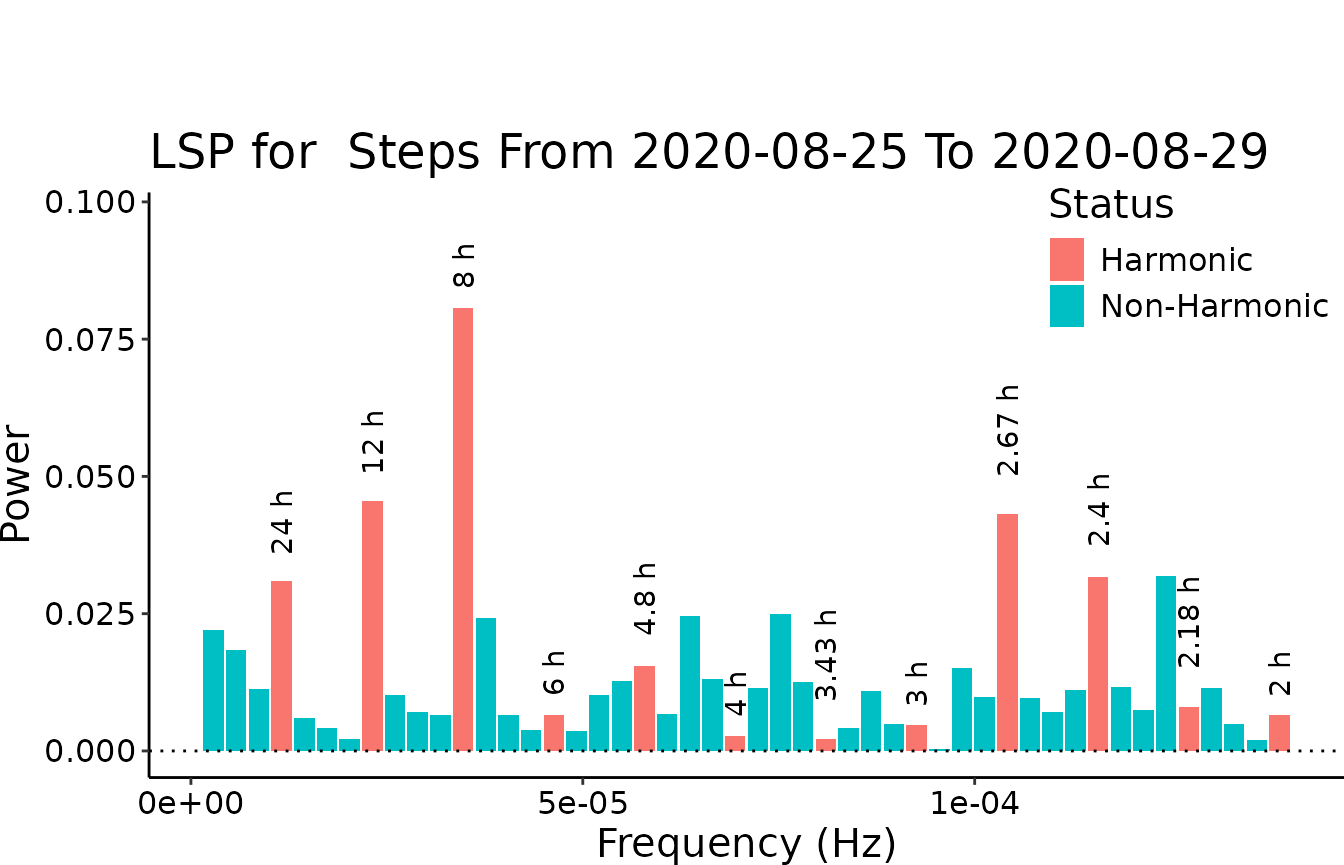 LSP for  Steps From 2020-08-25 To 2020-08-29
Status
Harmonic
Non-Harmonic
Power
0.100
0.075
0.050
0.025
0.000
24 h
12 h
8 h
6 h
4.8 h
4 h
3.43 h
3 h
2.67 h
2.4 h
2.18 h
2 h
0e+00
5e-05
1e-04
Frequency (Hz)